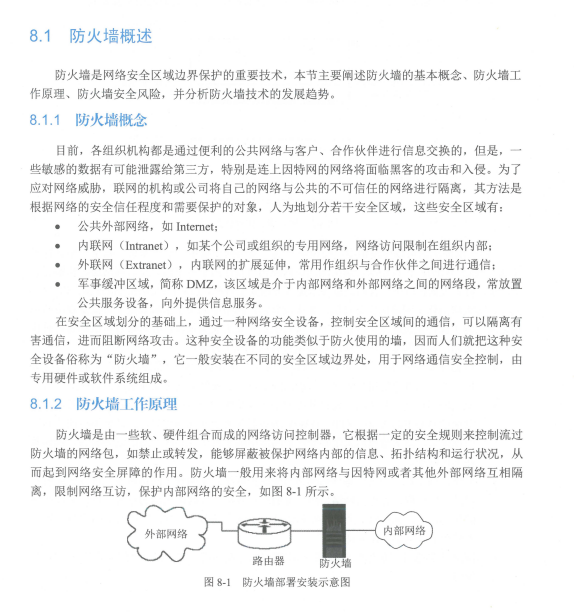 8.1 防火墙概述
防火墙是网络安全区域边界保护的重要技术，本节主要阐述防火墙的基本概念、防火墙工
作原理、防火墙安全风险，并分析防火墙技术的发展趋势。
8.1.1 防火墙概念
目前，各组织机构都是通过便利的公共网络与客户、合作伙伴进行信息交换的，但是，一
些敏感的数据有可能泄露给第三方，特别是连上因特网的网络将面临黑客的攻击和入侵。为了
应对网络威胁，联网的机构或公司将自己的网络与公共的不可信任的网络进行隔离，其方法是
根据网络的安全信任程度和需要保护的对象，人为地划分若干安全区域，这些安全区域有：
• 公共外部网络，如 Internet；
• 内联网（Intranet），如某个公司或组织的专用网络，网络访问限制在组织内部；
• 外联网（Extranet），内联网的扩展延伸，常用作组织与合作伙伴之间进行通信；
• 军事缓冲区域，简称 DMZ，该区域是介于内部网络和外部网络之间的网络段，常放置
公共服务设备，向外提供信息服务。
在安全区域划分的基础上，通过一种网络安全设备，控制安全区域间的通信，可以隔离有
害通信，进而阻断网络攻击。这种安全设备的功能类似于防火使用的墙，因而人们就把这种安
全设备俗称为“防火墙”，它一般安装在不同的安全区域边界处，用于网络通信安全控制，由
专用硬件或软件系统组成。
8.1.2 防火墙工作原理
防火墙是由一些软、硬件组合而成的网络访问控制器，它根据一定的安全规则来控制流过
防火墙的网络包，如禁止或转发，能够屏蔽被保护网络内部的信息、拓扑结构和运行状况，从
而起到网络安全屏障的作用。防火墙一般用来将内部网络与因特网或者其他外部网络互相隔
离，限制网络互访，保护内部网络的安全，如图 8-1 所示。
外部网络
路由器
防火墙
内部网络
图 8-1 防火墙部署安装示意图